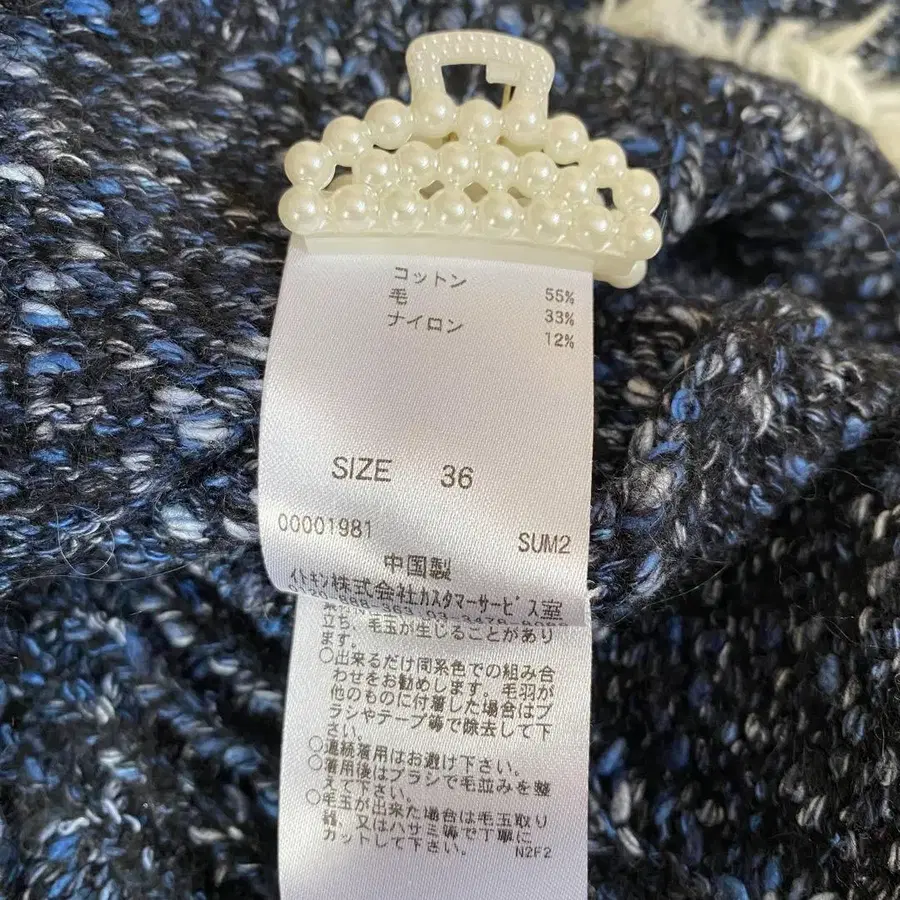 コットン 55%
毛 33%
ナイロン 12%
SIZE 36
00001981 SUM2
中国製
イトキン株式会社カスタマーサービス室
立ち、毛玉が生じることがあり
ます。
○出来るだけ同系色での組み合
わせをお勧めします。毛羽が
他のものに付着した場合はブ
ラシやテープ等で除去して下
さい。
○連続着用はお避け下さい。
○着用後はブラシで毛並みを整
えて下さい。
○毛玉が出来た場合は毛玉取り
器、又はハサミ等で丁寧に
カットして下さい。
N2F2